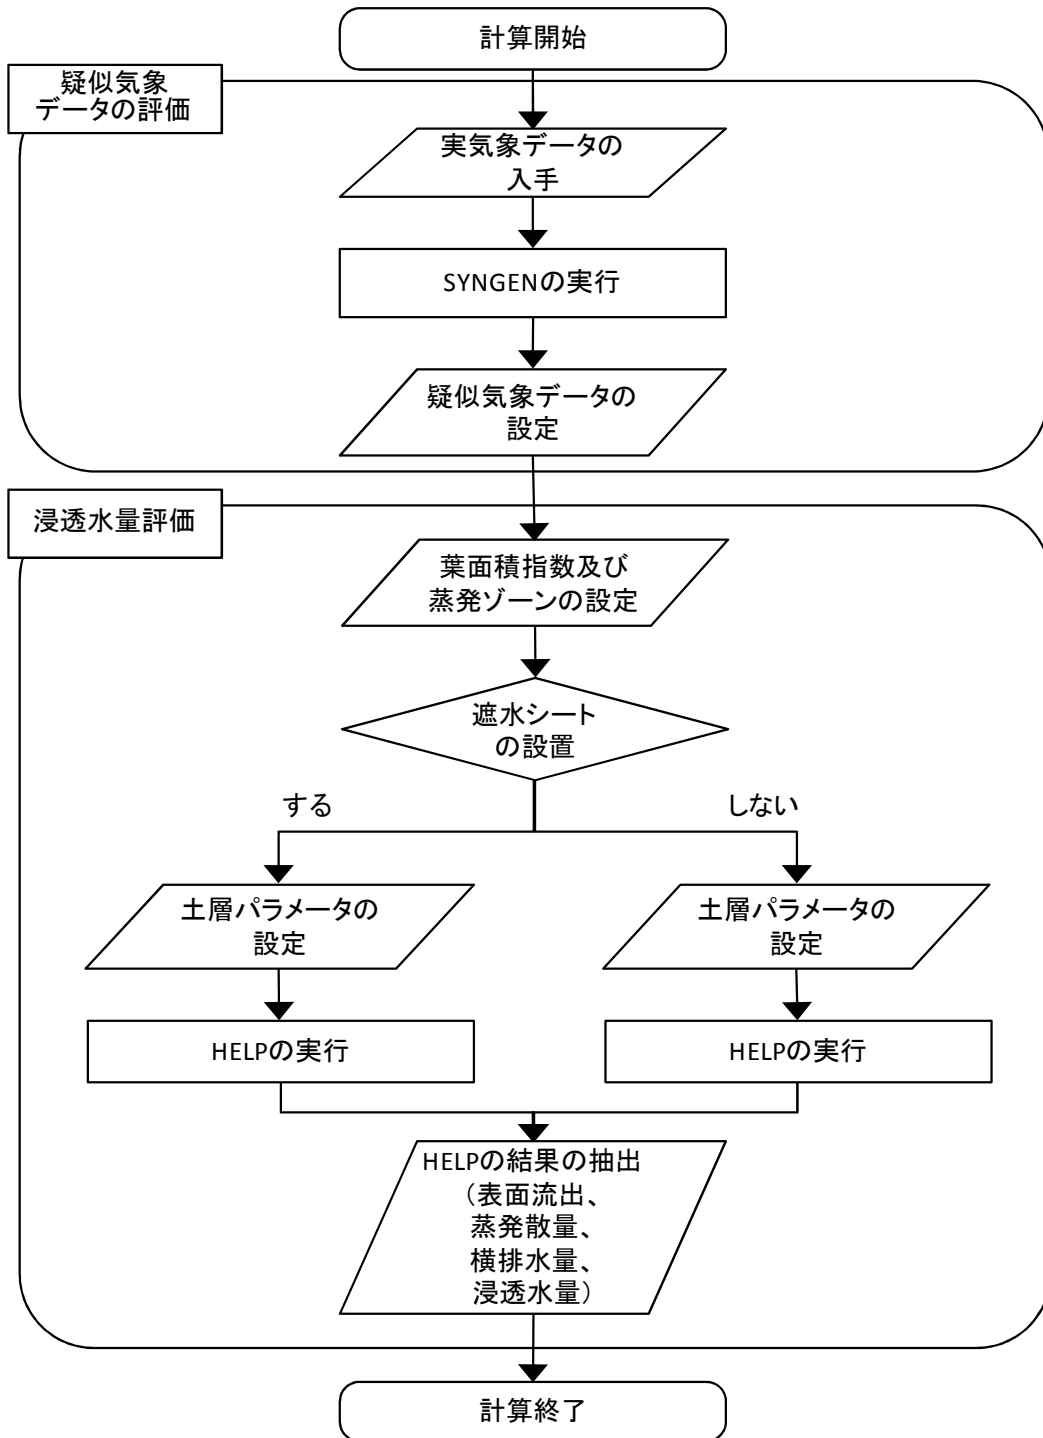 計算開始
疑似気象
データの評価
実気象データの
入手
SYNGENの実行
疑似気象データの
設定
浸透水量評価
葉面積指数及び
蒸発ゾーンの設定
遮水シート
の設置
する
しない
土層パラメータの
設定
土層パラメータの
設定
HELPの実行
HELPの実行
HELPの結果の抽出
（表面流出、
蒸発散量、
横排水量、
浸透水量）
計算終了